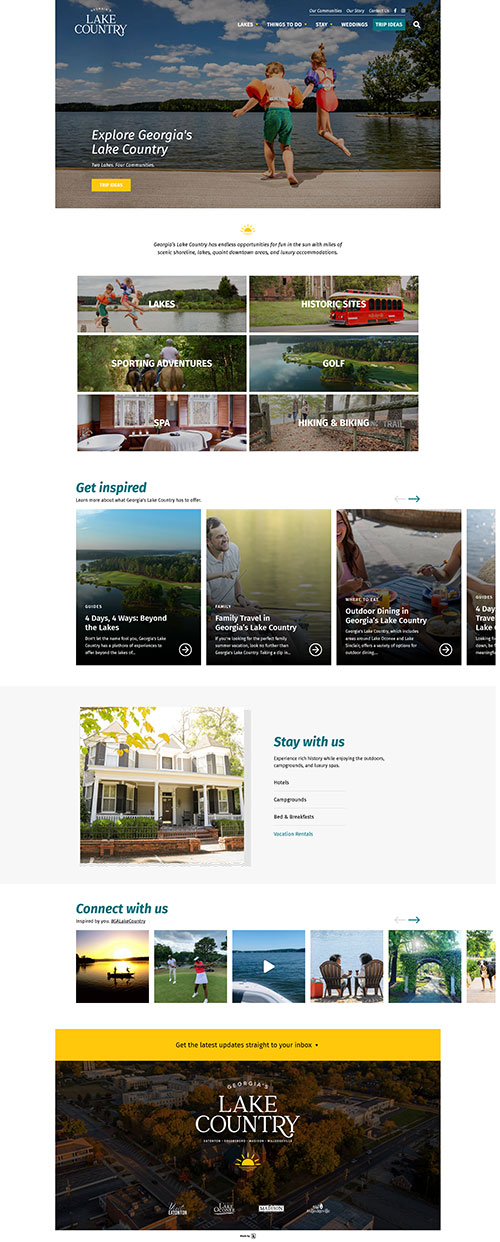 GEORGIA'S
LAKE
COUNTRY
Our Communities Our Story Contact Us
LAKES THINGS TO DO STAY WEDDINGS TRIP IDEAS
Explore Georgia's
Lake Country
Two Lakes. Four Communities.
TRIP IDEAS
Georgia's Lake Country has endless opportunities for fun in the sun with miles of
scenic shoreline, lakes, quaint downtown areas, and luxury accommodations.
LAKES
HISTORIC SITES
SPORTING ADVENTURES
GOLF
SPA
HIKING & BIKING
TRAIL
Get inspired
Learn more about what Georgia's Lake Country has to offer.
GUIDES
4 Days, 4 Ways: Beyond
the Lakes
Don't let the name fool you, Georgia's Lake
Country has a plethora of experiences to
offer beyond the lakes of...
FAMILY
Family Travel in
Georgia's Lake Country
If you're looking for the perfect family
summer vacation, look no further than
Georgia's Lake Country. Taking a dip in...
WHERE TO EAT
Outdoor Dining in
Georgia's Lake Country
Georgia's Lake Country, which includes
areas around Lake Oconee and Lake
Sinclair, offers a variety of options for
outdoor dining...
GUIDES
4 Day
Trave
Lake
Looking
down, be
meaningf
Stay with us
Experience rich history while enjoying the outdoors,
campgrounds, and luxury spas.
Hotels
Campgrounds
Bed & Breakfasts
Vacation Rentals
Connect with us
Inspired by you. #GALakeCountry
Get the latest updates straight to your inbox
GEORGIA'S
LAKE
COUNTRY
EATONTON • GREENSBORO • MADISON • MILLEDGEVILLE
Visit
EATONTON
Lake
Oconee
MADISON
Milledgeville
Made by